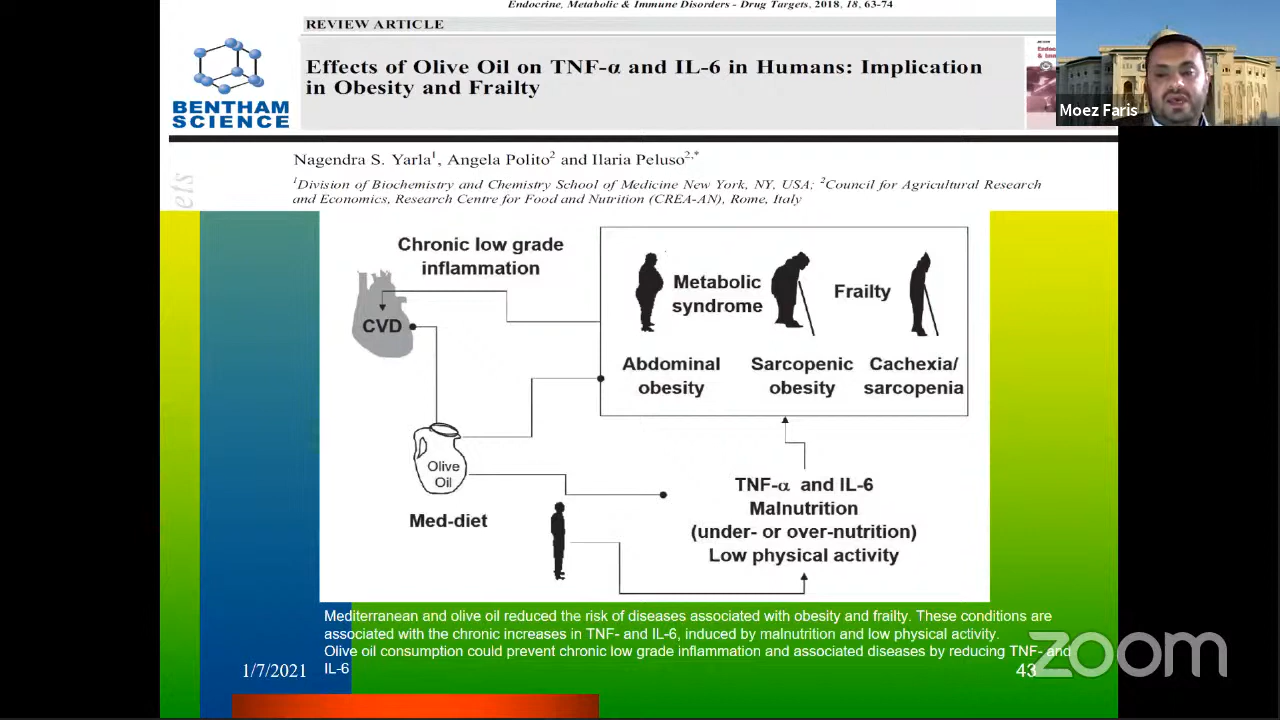 Endocrine, Metabolic & Immune Disorders - Drug Targets, 2018, 18, 63-74
REVIEW ARTICLE
Effects of Olive Oil on TNF-α and IL-6 in Humans: Implication
in Obesity and Frailty
BENTHAM
SCIENCE
Moez Faris
Nagendra S. Yarla1, Angela Polito2 and Ilaria Peluso2,*
1Division of Biochemistry and Chemistry School of Medicine New York, NY, USA; 2Council for Agricultural Research
and Economics, Research Centre for Food and Nutrition (CREA-AN), Rome, Italy
ets
Chronic low grade
inflammation
CVD
Metabolic
syndrome
Frailty
Abdominal
obesity
Sarcopenic
obesity
Cachexia/
sarcopenia
Olive
Oil
Med-diet
TNF-α and IL-6
Malnutrition
(under- or over-nutrition)
Low physical activity
Mediterranean and olive oil reduced the risk of diseases associated with obesity and frailty. These conditions are
associated with the chronic increases in TNF- and IL-6, induced by malnutrition and low physical activity.
Olive oil consumption could prevent chronic low grade inflammation and associated diseases by reducing TNF- and
IL-6
1/7/2021
43
zoom